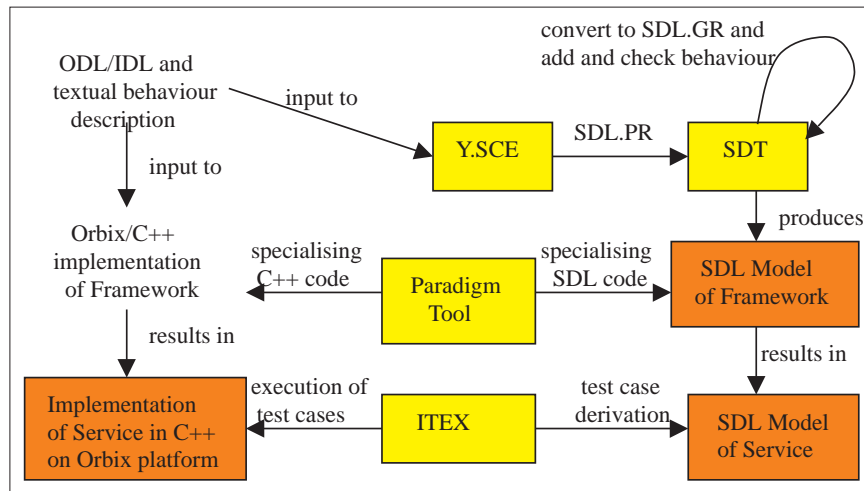 convert to SDL.GR and
add and check behaviour
ODL/IDL and
textual behaviour
description
input to
Y.SCE
SDL.PR
SDT
input to
produces
Orbix/C++
implementation
of Framework
specialising
C++ code
Paradigm
Tool
specialising
SDL code
SDL Model
of Framework
results in
results in
Implementation
of Service in C++
on Orbix platform
execution of
test cases
ITEX
test case
derivation
SDL Model
of Service